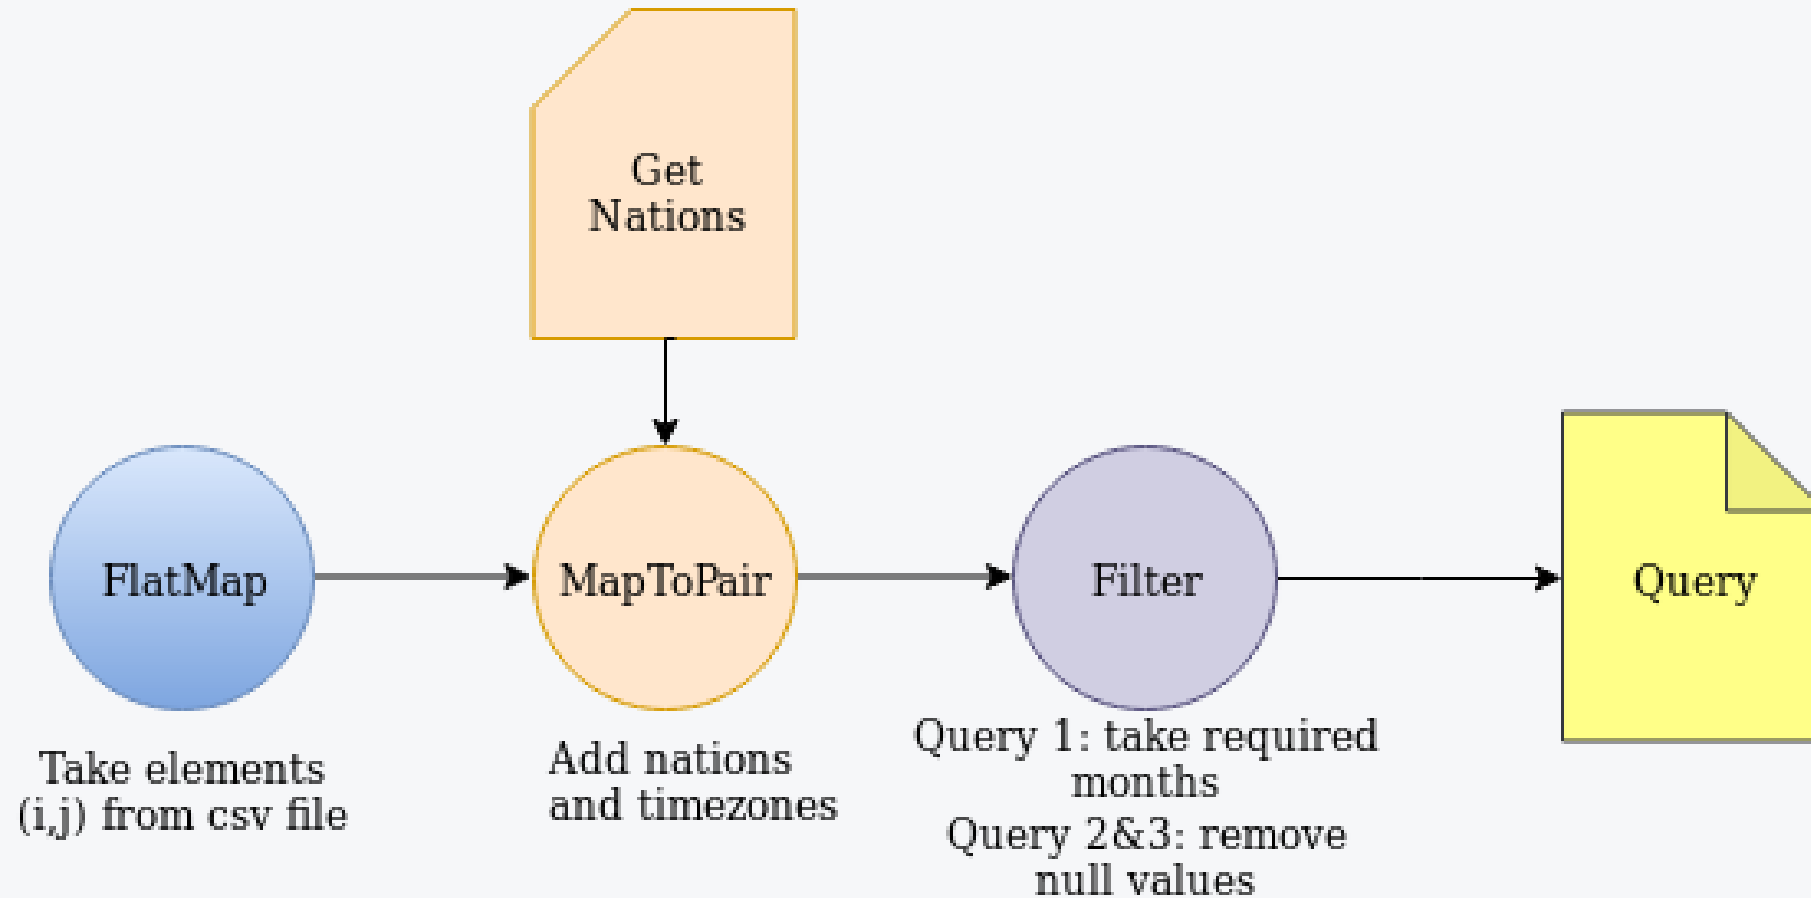 Get
Nations
FlatMap
MapToPair
Filter
Query
Take elements
(i,j) from csv file
Add nations
and timezones
Query 1: take required
months
Query 2&3: remove
null values